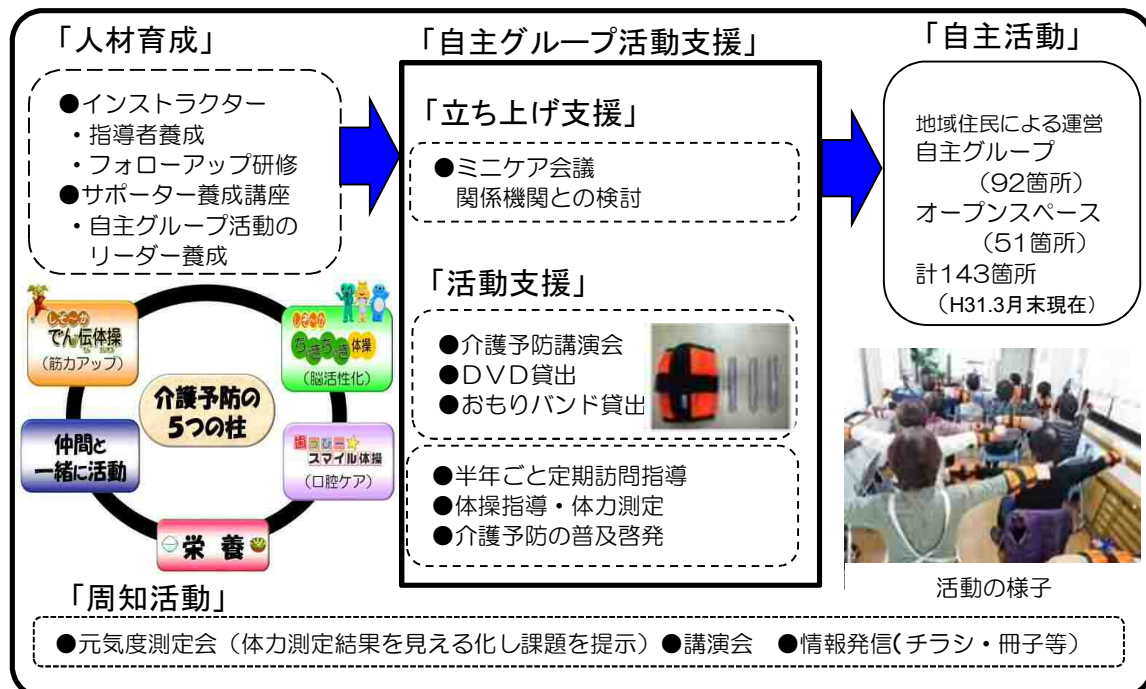 「人材育成」
●インストラクター
・指導者養成
・フォローアップ研修
●サポーター養成講座
・自主グループ活動の
リーダー養成
しそ〜か
でん伝体操
(筋力アップ)
しそ〜か
ちきちき体操
(脳活性化)
介護予防の
5つの柱
仲間と
一緒に活動
歯っぴー☆
スマイル体操
(口腔ケア)
栄養
「自主グループ活動支援」
「立ち上げ支援」
●ミニケア会議
関係機関との検討
「活動支援」
●介護予防講演会
●DVD貸出
●おもりバンド貸出
●半年ごと定期訪問指導
●体操指導・体力測定
●介護予防の普及啓発
「自主活動」
地域住民による運営
自主グループ
(92箇所)
オープンスペース
(51箇所)
計143箇所
(H31.3月末現在)
活動の様子
「周知活動」
●元気度測定会(体力測定結果を見える化し課題を提示)●講演会 ●情報発信(チラシ・冊子等)